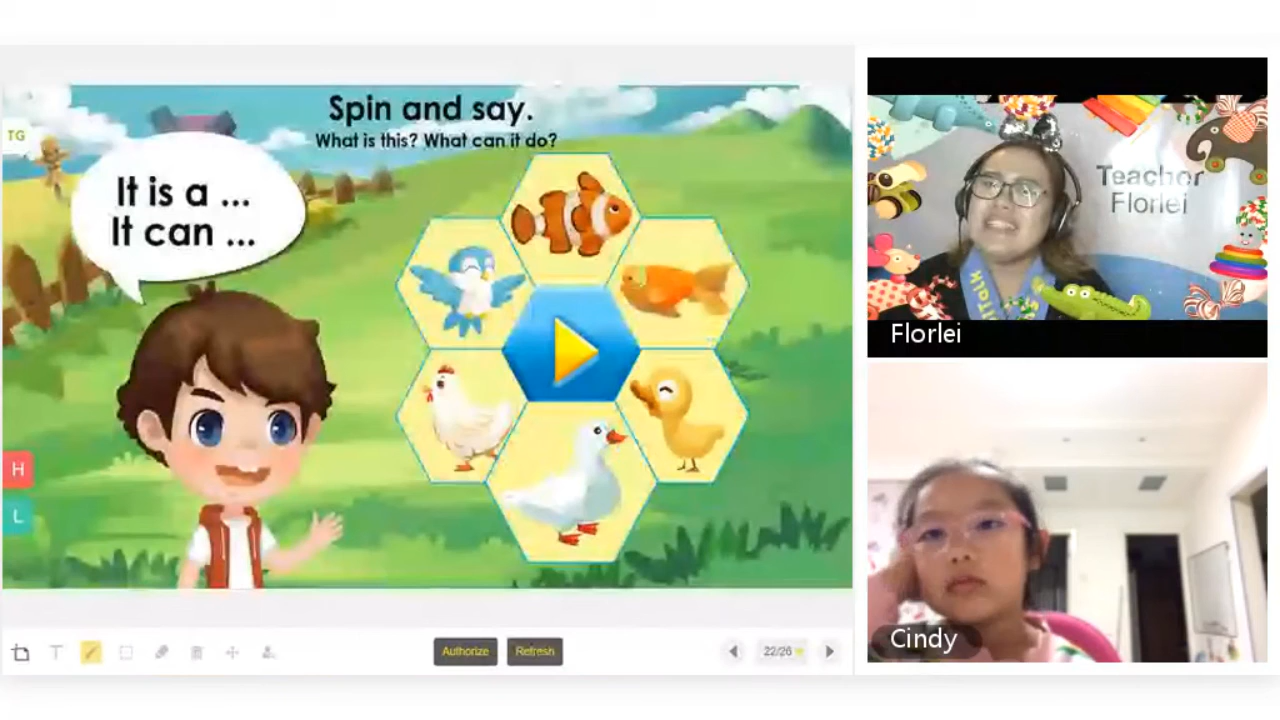 TG
Spin and say.
What is this? What can it do?
It is a ...
It can ...
H
L
T
Authorize
Refresh
22/26
Teacher
Florlei
Florlei
Cindy